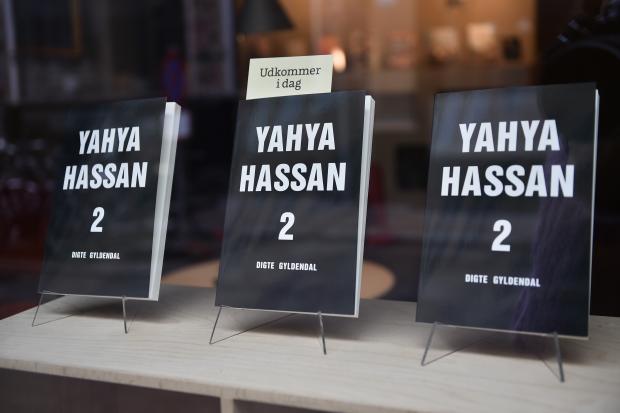 Udkommer
i dag
YAHYA
HASSAN
2
DIGTE GYLDENDAL
YAHYA
HASSAN
2
DIGTE GYLDENDAL
YAHYA
HASSAN
2
DIGTE GYLDENDAL